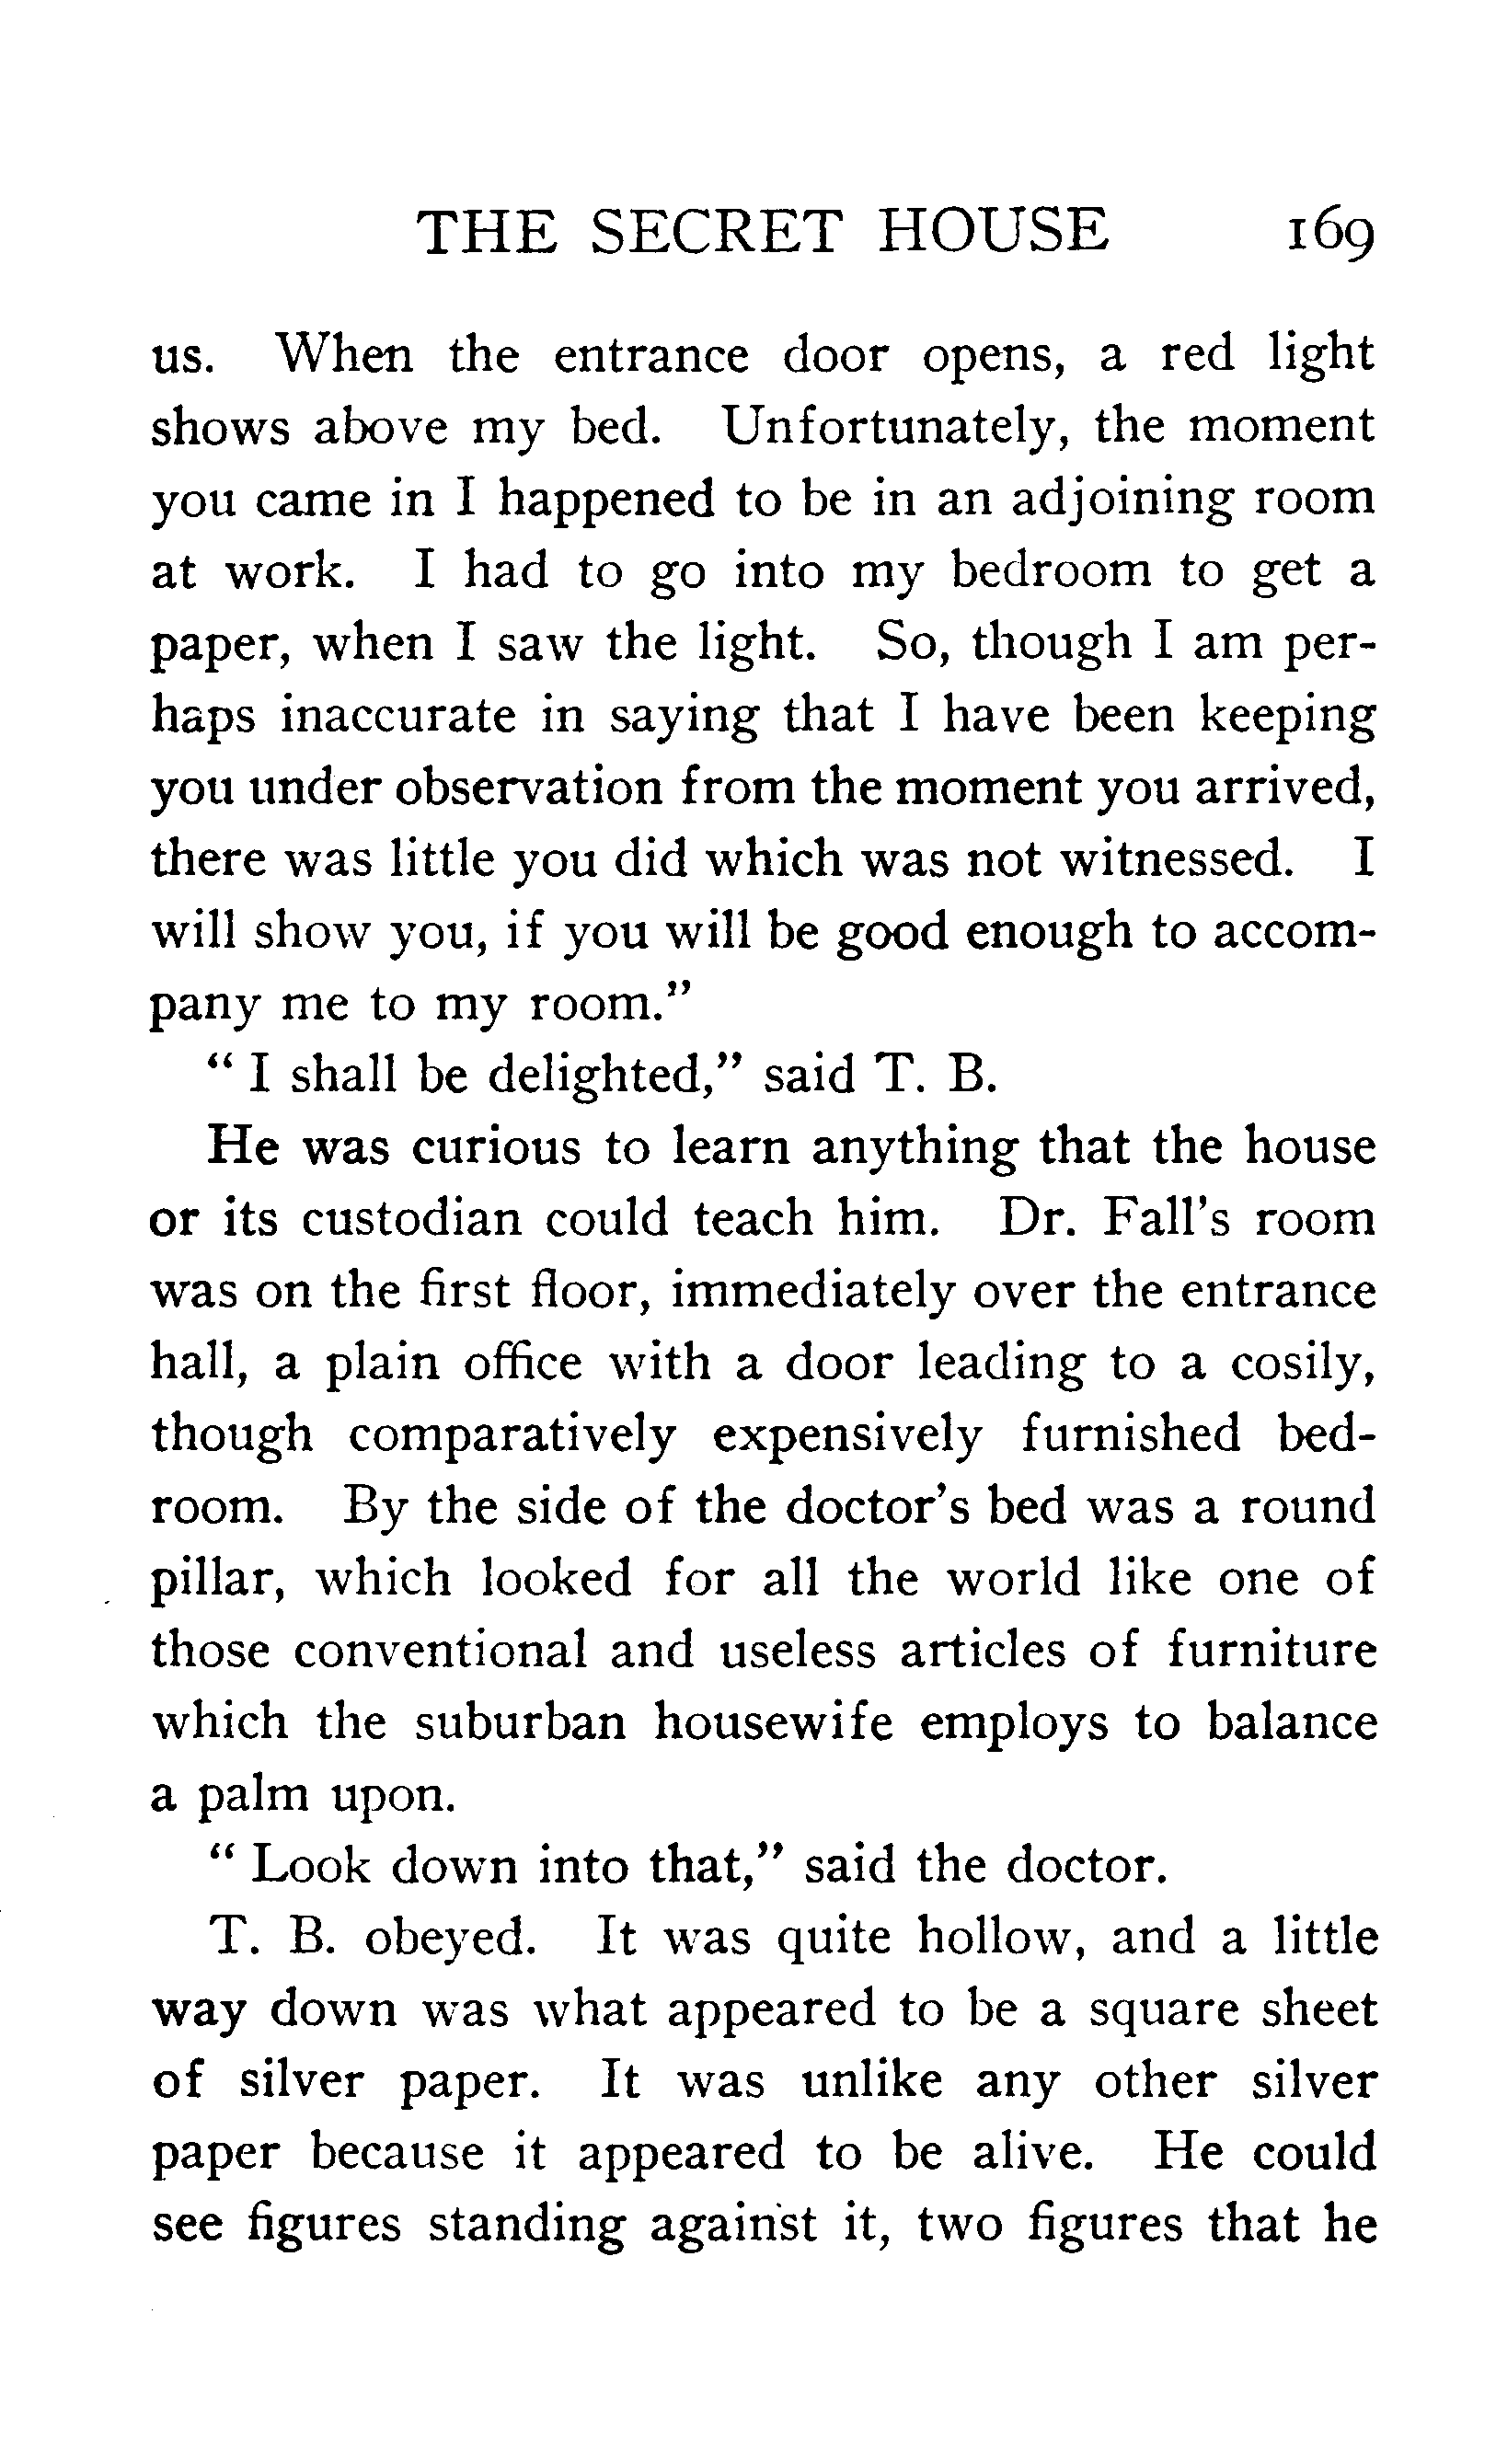 THE SECRET HOUSE 169
us. When the entrance door opens, a red light
shows above my bed. Unfortunately, the moment
you came in I happened to be in an adjoining room
at work. I had to go into my bedroom to get a
paper, when I saw the light. So, though I am per-
haps inaccurate in saying that I have been keeping
you under observation from the moment you arrived,
there was little you did which was not witnessed. I
will show you, if you will be good enough to accom-
pany me to my room."
" I shall be delighted," said T. B.
He was curious to learn anything that the house
or its custodian could teach him. Dr. Fall's room
was on the first floor, immediately over the entrance
hall, a plain office with a door leading to a cosily,
though comparatively expensively furnished bed-
room. By the side of the doctor's bed was a round
pillar, which looked for all the world like one of
those conventional and useless articles of furniture
which the suburban housewife employs to balance
a palm upon.
" Look down into that," said the doctor.
T. B. obeyed. It was quite hollow, and a little
way down was what appeared to be a square sheet
of silver paper. It was unlike any other silver
paper because it appeared to be alive. He could
see figures standing against it, two figures that he